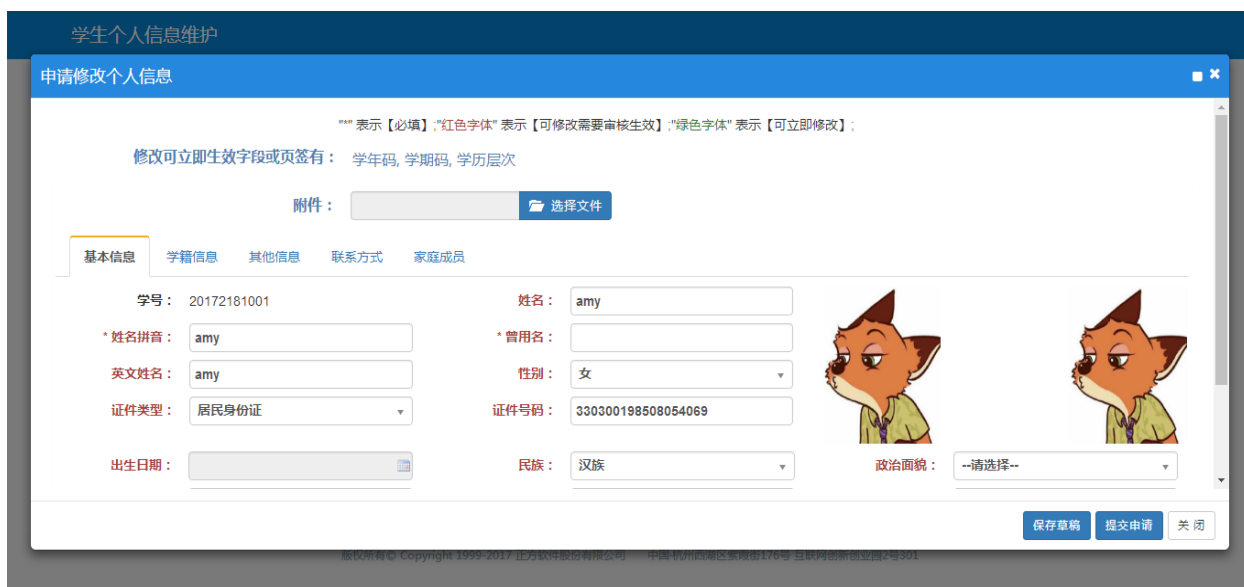 学生个人信息维护
申请修改个人信息
"*" 表示【必填】;"红色字体" 表示【可修改需要审核生效】;"绿色字体" 表示【可立即修改】;
修改可立即生效字段或页签有： 学年码, 学期码, 学历层次
附件： 选择文件
基本信息 学籍信息 其他信息 联系方式 家庭成员
学号： 20172181001 姓名： amy
* 姓名拼音： amy * 曾用名：
英文姓名： amy 性别： 女
证件类型： 居民身份证 证件号码： 330300198508054069
出生日期： 民族： 汉族 政治面貌： --请选择--
保存草稿 提交申请 关 闭
版权所有© Copyright 1999-2017 正方软件股份有限公司 中国·杭州西湖区紫霞街176号 互联网创新创业园2号301